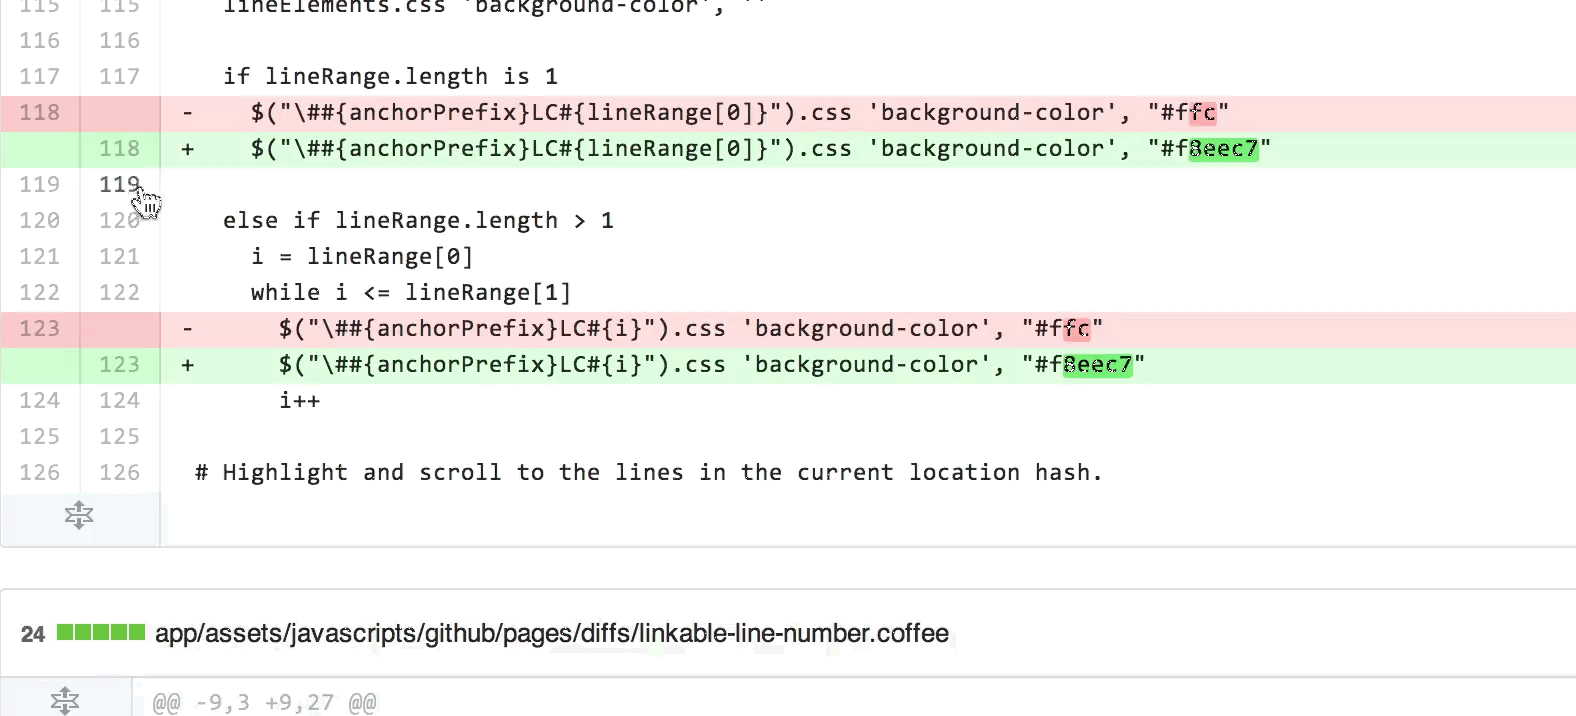 115 115 lineElements.css 'background-color', ''
116 116
117 117 if lineRange.length is 1
118 - $("\##{anchorPrefix}LC#{lineRange[0]}").css 'background-color', "#ffc"
118 + $("\##{anchorPrefix}LC#{lineRange[0]}").css 'background-color', "#f8eec7"
119 119
120 120 else if lineRange.length > 1
121 121 i = lineRange[0]
122 122 while i <= lineRange[1]
123 - $("\##{anchorPrefix}LC#{i}").css 'background-color', "#ffc"
123 + $("\##{anchorPrefix}LC#{i}").css 'background-color', "#f8eec7"
124 124 i++
125 125
126 126 # Highlight and scroll to the lines in the current location hash.
24 app/assets/javascripts/github/pages/diffs/linkable-line-number.coffee
@@ -9,3 +9,27 @@